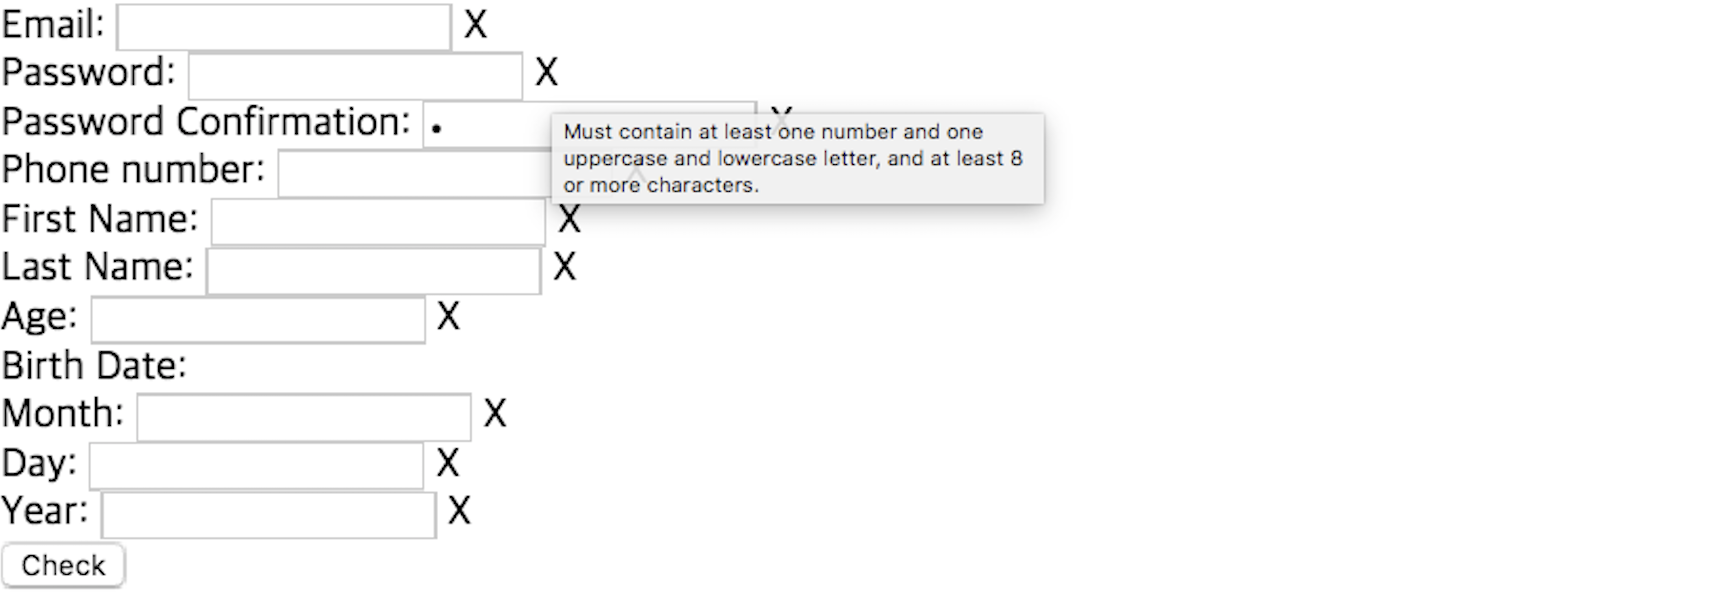 Email: X
Password: X
Password Confirmation: • X
Must contain at least one number and one
uppercase and lowercase letter, and at least 8
or more characters.
Phone number: X
First Name: X
Last Name: X
Age: X
Birth Date:
Month: X
Day: X
Year: X
Check